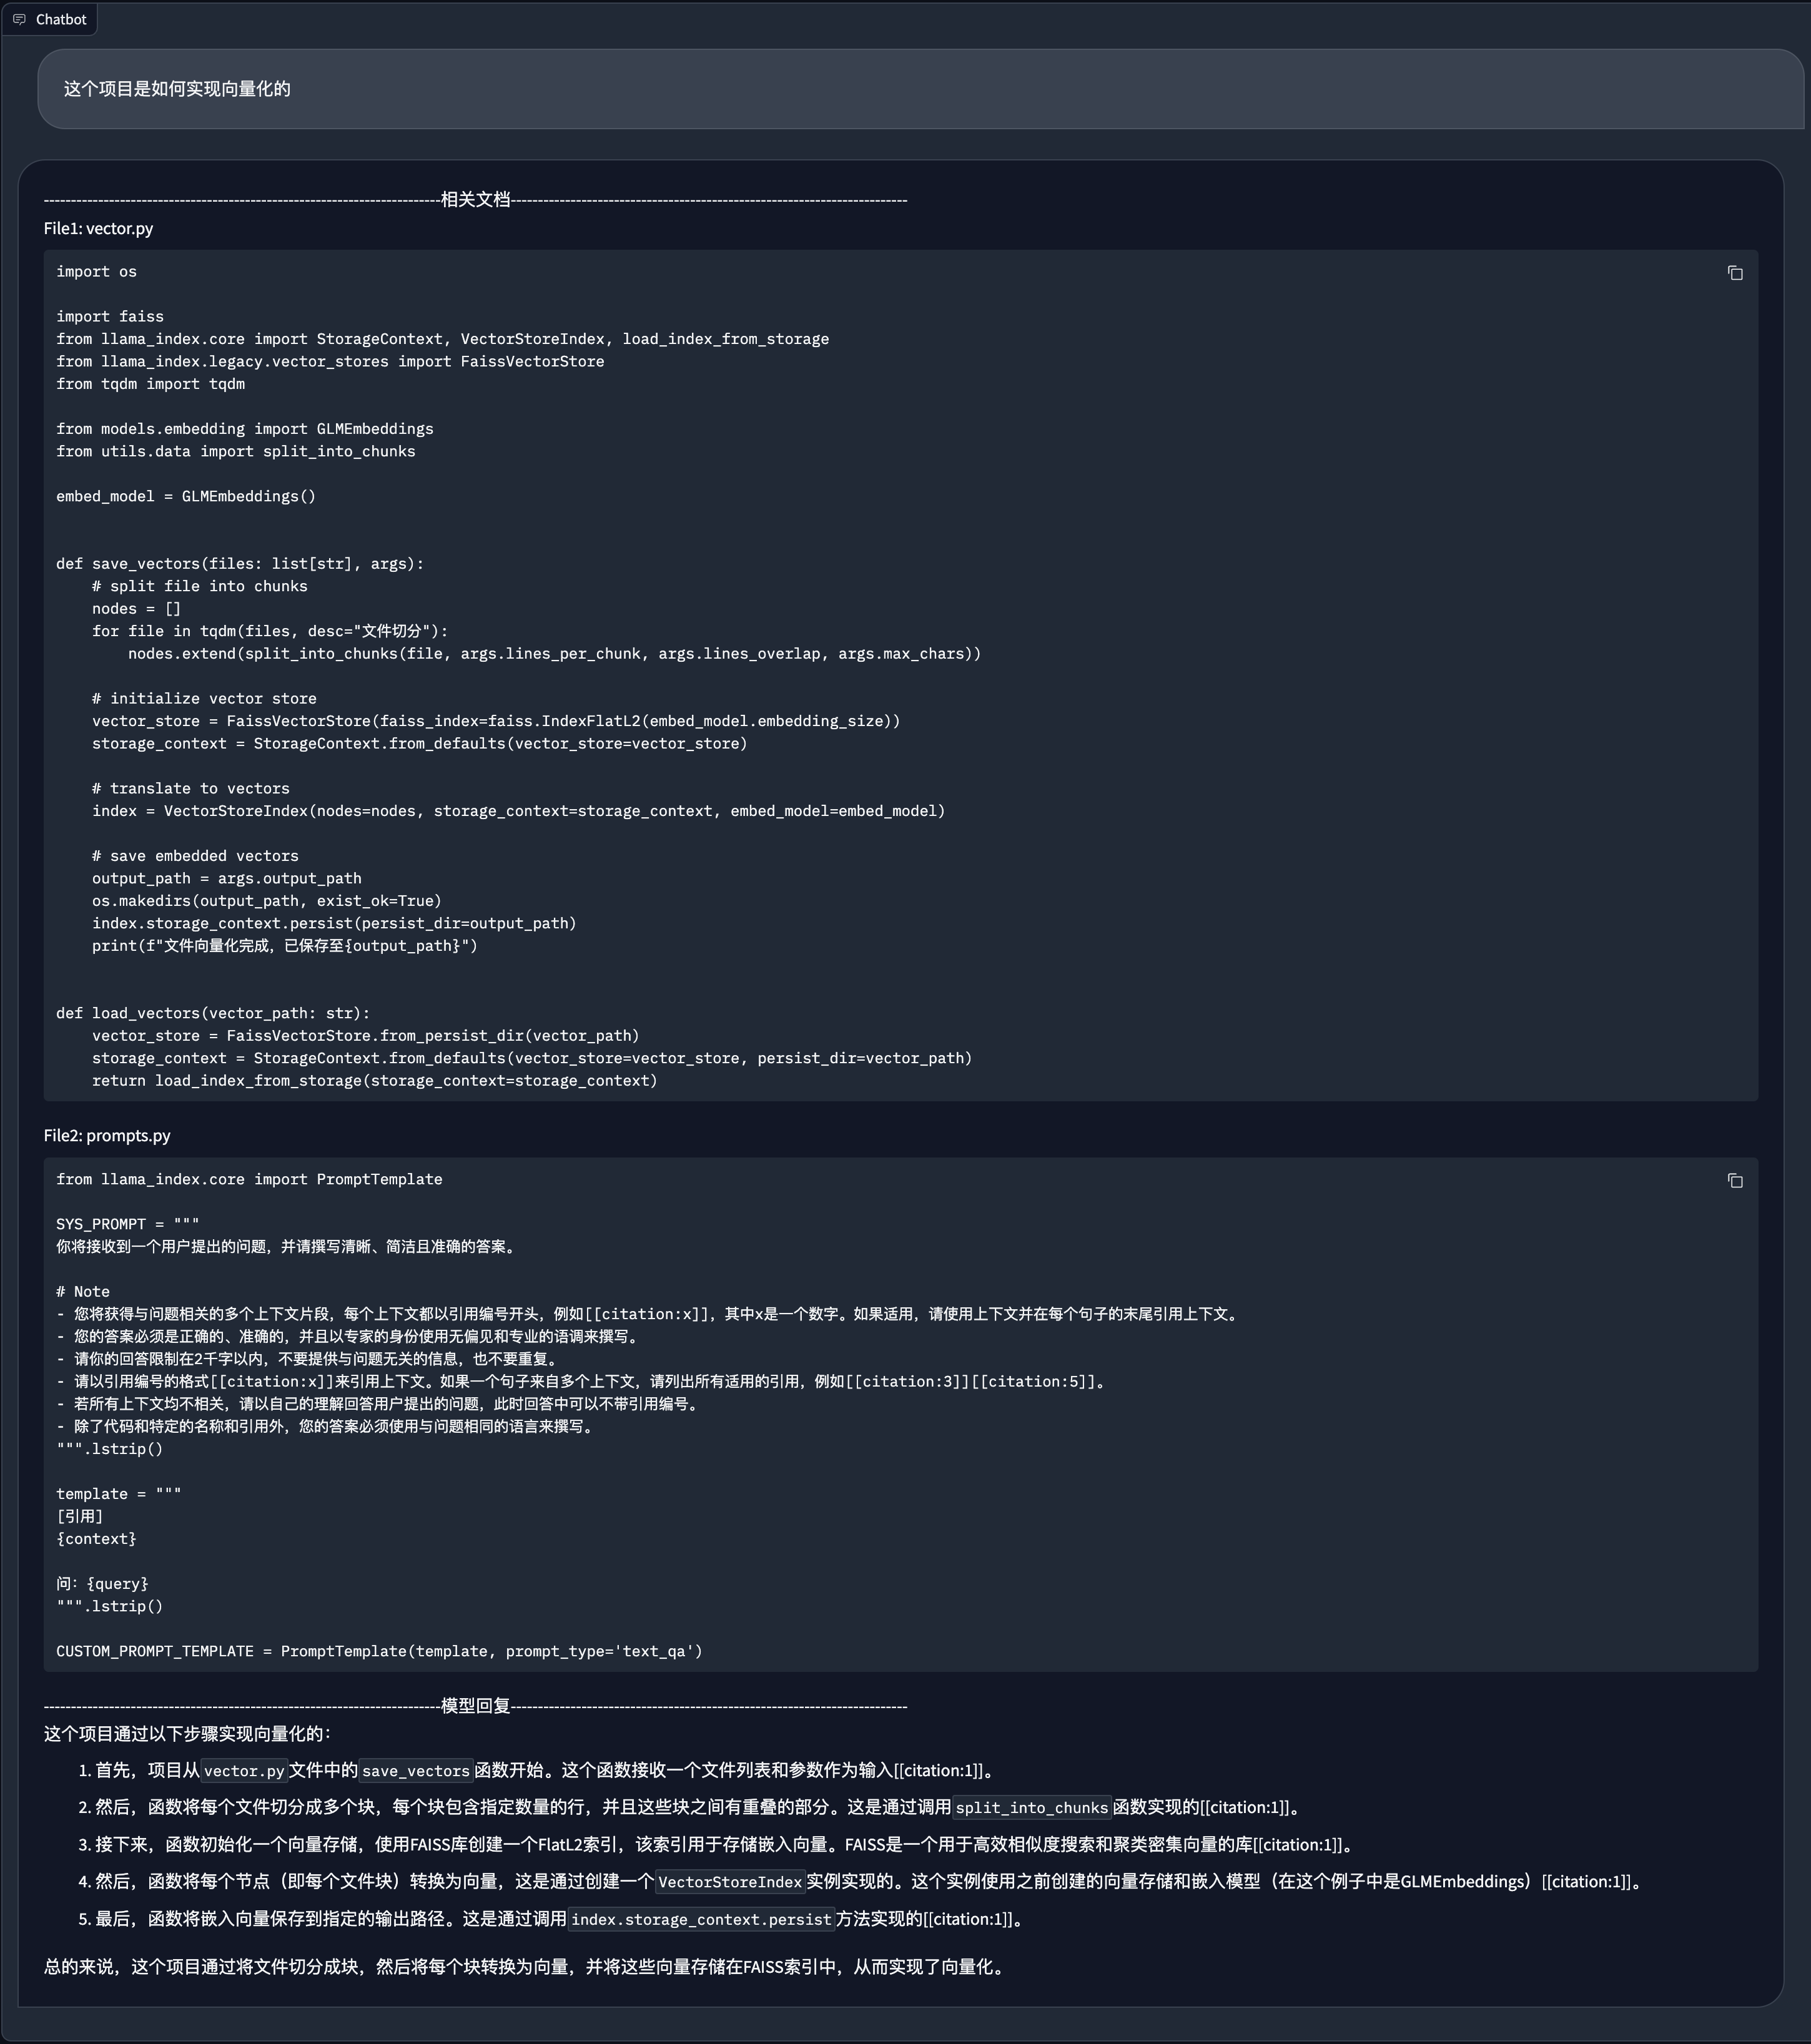 Chatbot
这个项目是如何实现向量化的
-------------------------------------------------------------------------相关文档-------------------------------------------------------------------------
File1: vector.py
import os

import faiss
from llama_index.core import StorageContext, VectorStoreIndex, load_index_from_storage
from llama_index.legacy.vector_stores import FaissVectorStore
from tqdm import tqdm

from models.embedding import GLMEmbeddings
from utils.data import split_into_chunks

embed_model = GLMEmbeddings()


def save_vectors(files: list[str], args):
    # split file into chunks
    nodes = []
    for file in tqdm(files, desc="文件切分"):
        nodes.extend(split_into_chunks(file, args.lines_per_chunk, args.lines_overlap, args.max_chars))

    # initialize vector store
    vector_store = FaissVectorStore(faiss_index=faiss.IndexFlatL2(embed_model.embedding_size))
    storage_context = StorageContext.from_defaults(vector_store=vector_store)

    # translate to vectors
    index = VectorStoreIndex(nodes=nodes, storage_context=storage_context, embed_model=embed_model)

    # save embedded vectors
    output_path = args.output_path
    os.makedirs(output_path, exist_ok=True)
    index.storage_context.persist(persist_dir=output_path)
    print(f"文件向量化完成，已保存至{output_path}")


def load_vectors(vector_path: str):
    vector_store = FaissVectorStore.from_persist_dir(vector_path)
    storage_context = StorageContext.from_defaults(vector_store=vector_store, persist_dir=vector_path)
    return load_index_from_storage(storage_context=storage_context)
File2: prompts.py
from llama_index.core import PromptTemplate

SYS_PROMPT = """
你将接收到一个用户提出的问题，并请撰写清晰、简洁且准确的答案。

# Note
- 您将获得与问题相关的多个上下文片段，每个上下文都以引用编号开头，例如[[citation:x]]，其中x是一个数字。如果适用，请使用上下文并在每个句子的末尾引用上下文。
- 您的答案必须是正确的、准确的，并且以专家的身份使用无偏见和专业的语调来撰写。
- 请你的回答限制在2千字以内，不要提供与问题无关的信息，也不要重复。
- 请以引用编号的格式[[citation:x]]来引用上下文。如果一个句子来自多个上下文，请列出所有适用的引用，例如[[citation:3]][[citation:5]]。
- 若所有上下文均不相关，请以自己的理解回答用户提出的问题，此时回答中可以不带引用编号。
- 除了代码和特定的名称和引用外，您的答案必须使用与问题相同的语言来撰写。
""".lstrip()

template = """
[引用]
{context}

问：{query}
""".lstrip()

CUSTOM_PROMPT_TEMPLATE = PromptTemplate(template, prompt_type='text_qa')
-------------------------------------------------------------------------模型回复-------------------------------------------------------------------------
这个项目通过以下步骤实现向量化的：
1. 首先，项目从vector.py文件中的save_vectors函数开始。这个函数接收一个文件列表和参数作为输入[[citation:1]]。
2. 然后，函数将每个文件切分成多个块，每个块包含指定数量的行，并且这些块之间有重叠的部分。这是通过调用split_into_chunks函数实现的[[citation:1]]。
3. 接下来，函数初始化一个向量存储，使用FAISS库创建一个FlatL2索引，该索引用于存储嵌入向量。FAISS是一个用于高效相似度搜索和聚类密集向量的库[[citation:1]]。
4. 然后，函数将每个节点（即每个文件块）转换为向量，这是通过创建一个VectorStoreIndex实例实现的。这个实例使用之前创建的向量存储和嵌入模型（在这个例子中是GLMEmbeddings）[[citation:1]]。
5. 最后，函数将嵌入向量保存到指定的输出路径。这是通过调用index.storage_context.persist方法实现的[[citation:1]]。
总的来说，这个项目通过将文件切分成块，然后将每个块转换为向量，并将这些向量存储在FAISS索引中，从而实现了向量化。